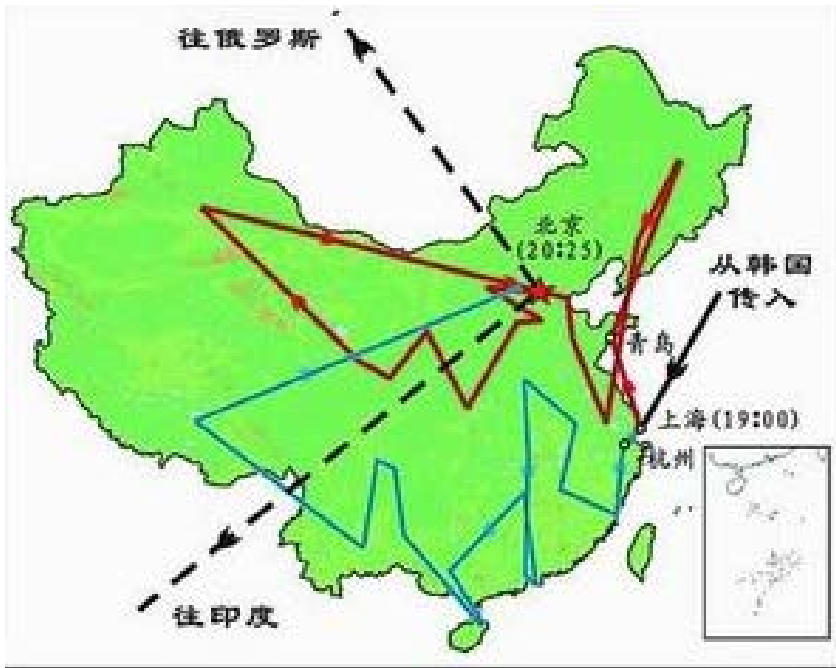 往俄罗斯
北京
(20:25)
从韩国
传入
青岛
上海(19:00)
杭州
往印度